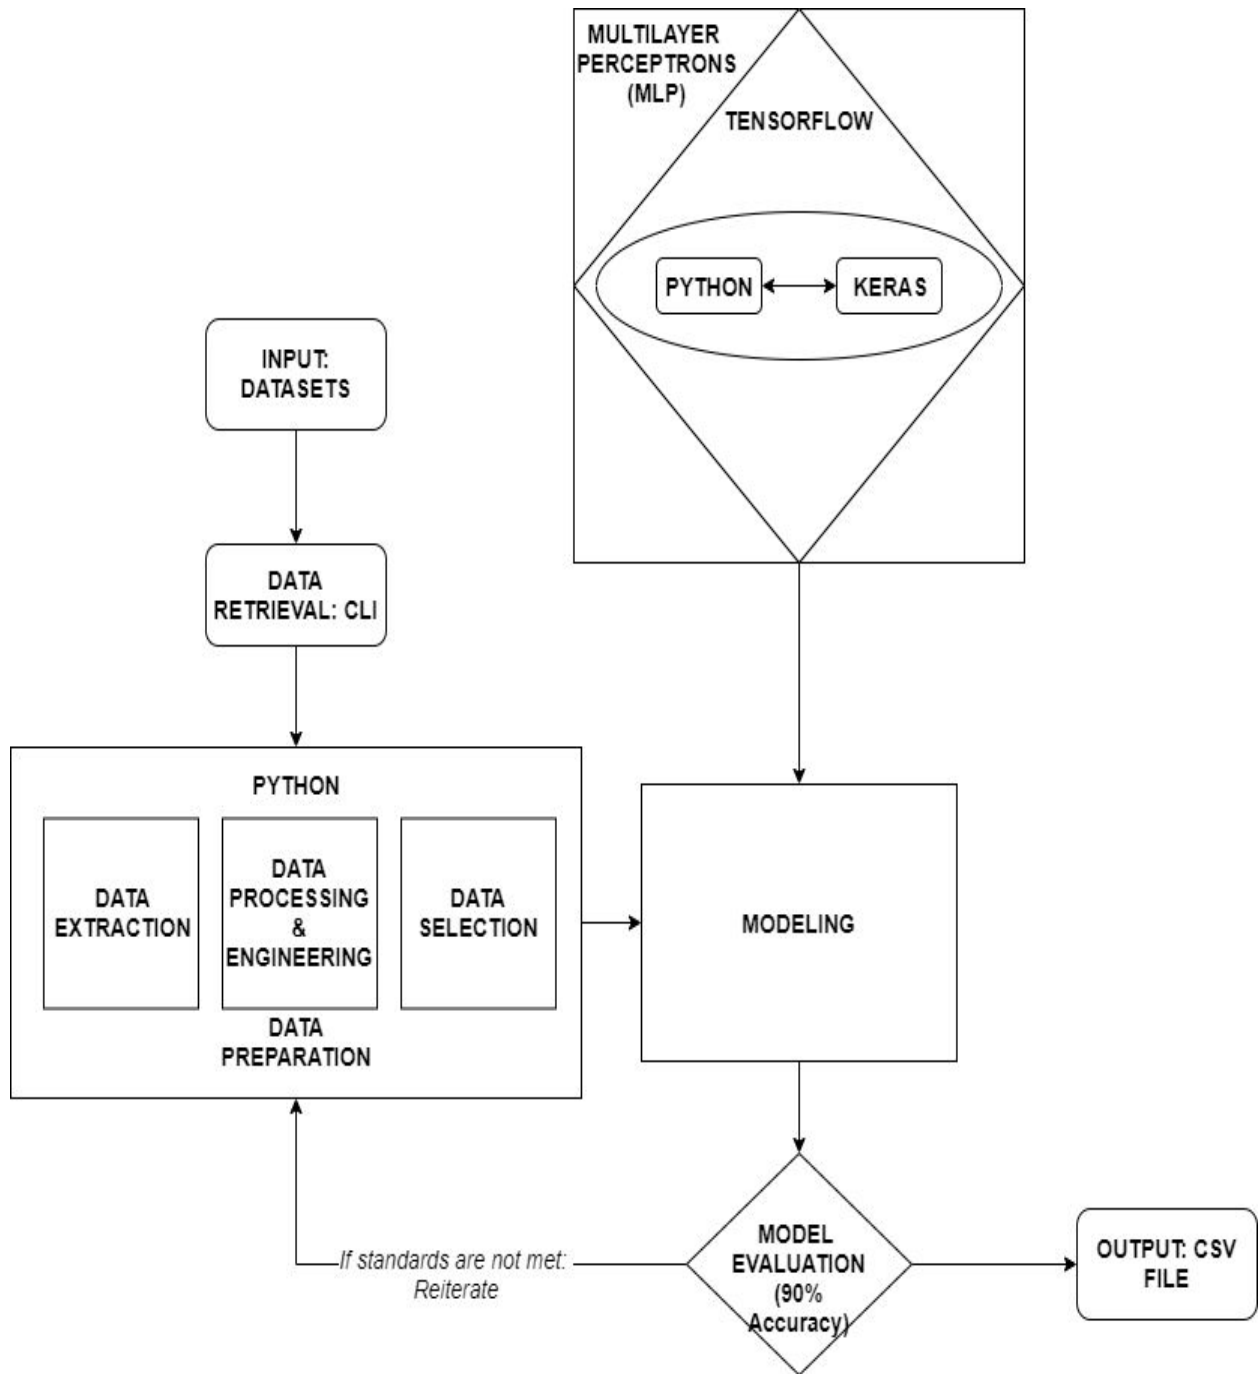 MULTILAYER
PERCEPTRONS
(MLP)
TENSORFLOW
PYTHON
KERAS
INPUT:
DATASETS
DATA
RETRIEVAL: CLI
PYTHON
DATA
EXTRACTION
DATA
PROCESSING
&
ENGINEERING
DATA
SELECTION
DATA
PREPARATION
MODELING
MODEL
EVALUATION
(90%
Accuracy)
If standards are not met:
Reiterate
OUTPUT: CSV
FILE